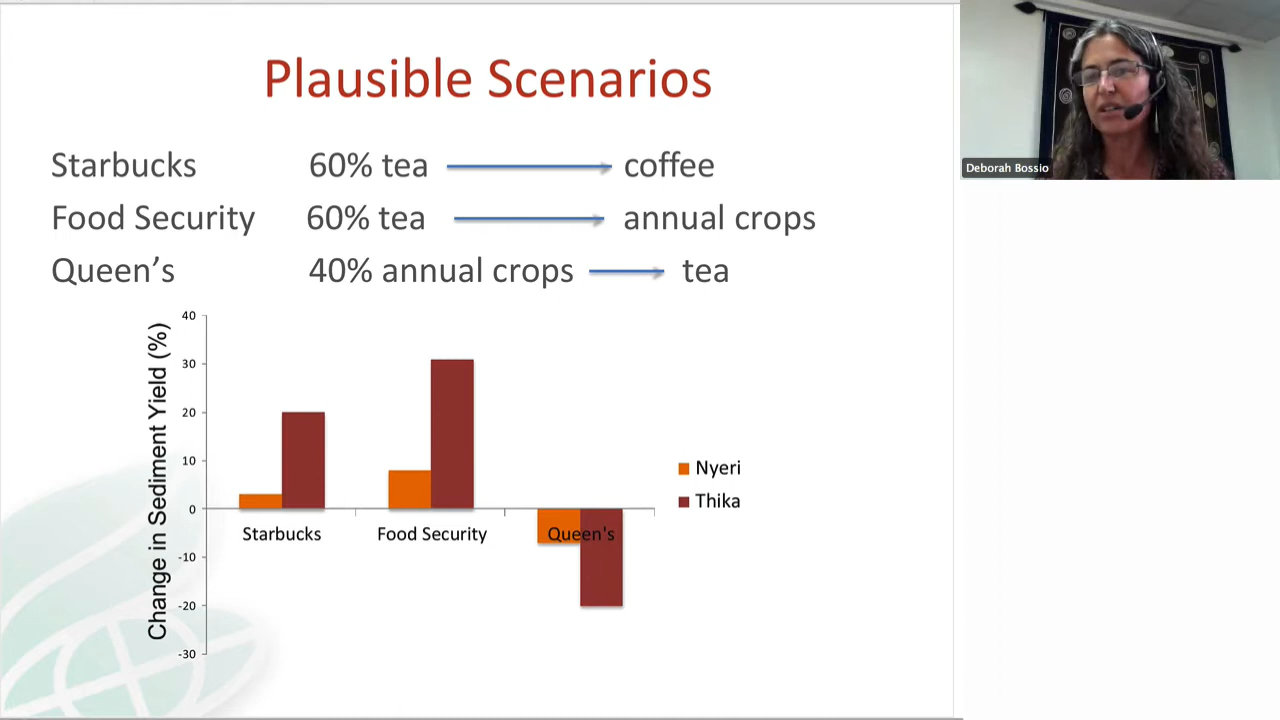 Plausible Scenarios
Starbucks 60% tea coffee
Food Security 60% tea annual crops
Queen’s 40% annual crops tea
Change in Sediment Yield (%)
40
30
20
10
0
-10
-20
-30
Starbucks Food Security Queen's
Nyeri
Thika
Deborah Bossio